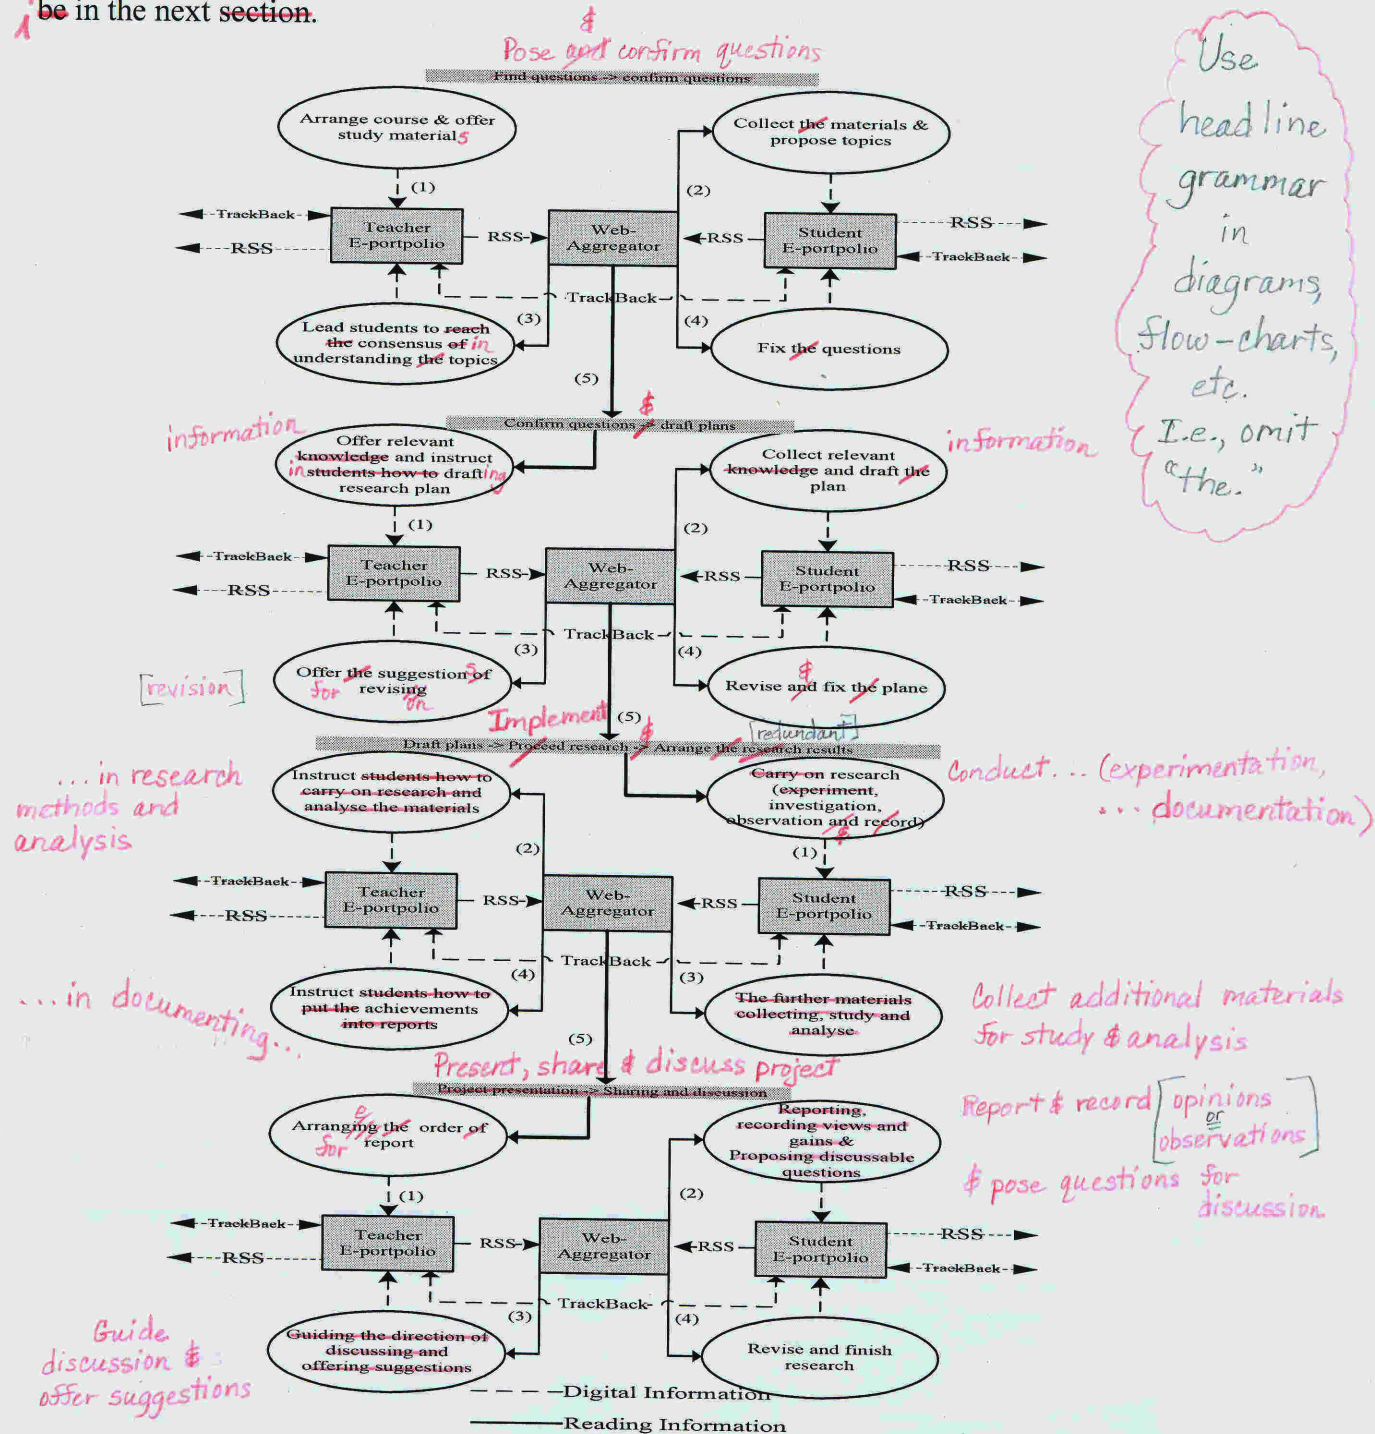 be in the next section.
i
&
Pose and confirm questions
Find questions -> confirm questions
Use
headline
grammar
in
diagrams,
flow-charts,
etc.
I.e., omit
"the."
Arrange course & offer
study materials
Collect the materials &
propose topics
(1)
(2)
TrackBack
RSS
Teacher
E-portpolio
RSS
Web-
Aggregator
RSS
Student
E-portpolio
RSS
TrackBack
TrackBack
Lead students to reach
the consensus of in
understanding the topics
(3)
(4)
Fix the questions
(5)
&
Confirm questions -> draft plans
information
Offer relevant
knowledge and instruct
in students how to drafting
research plan
Collect relevant
knowledge and draft the
plan
information
(1)
(2)
TrackBack
RSS
Teacher
E-portpolio
RSS
Web-
Aggregator
RSS
Student
E-portpolio
RSS
TrackBack
TrackBack
[revision]
Offer the suggestions of
for revising
on
(3)
(4)
&
Revise and fix the plane
(5)
Implement
&
[redundant]
Draft plans -> Proceed research -> Arrange the research results
...in research
methods and
analysis
Instruct students how to
carry on research and
analyse the materials
Carry on research
(experiment,
investigation,
observation and record)
&
Conduct... (experimentation,
... documentation)
(2)
(1)
TrackBack
RSS
Teacher
E-portpolio
RSS
Web-
Aggregator
RSS
Student
E-portpolio
RSS
TrackBack
TrackBack
...in documenting...
Instruct students how to
put the achievements
into reports
(4)
(3)
The further materials
collecting, study and
analyse
Collect additional materials
for study & analysis
(5)
Present, share & discuss project
Project presentation -> Sharing and discussion
e
Arranging the order of
for report
Reporting,
recording views and
gains &
Proposing discussable
questions
Report & record [opinions
or
observations]
& pose questions for
discussion
(1)
(2)
TrackBack
RSS
Teacher
E-portpolio
RSS
Web-
Aggregator
RSS
Student
E-portpolio
RSS
TrackBack
TrackBack
Guide
discussion &
offer suggestions
Guiding the direction of
discussing and
offering suggestions
(3)
(4)
Revise and finish
research
Digital Information
Reading Information